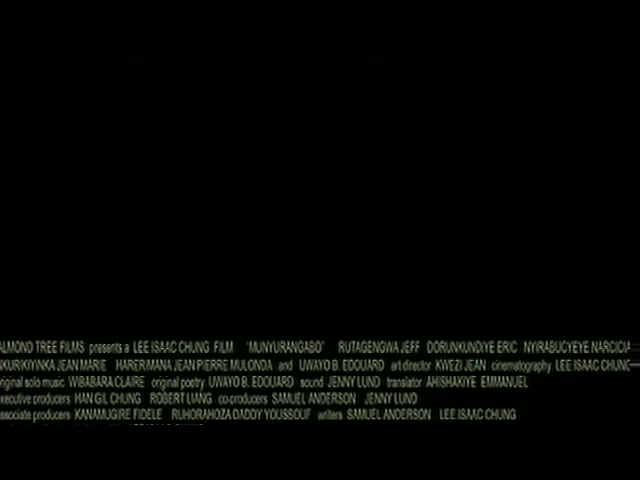 ALMOND TREE FILMS presents a LEE ISAAC CHUNG FILM 'MUNYURANGABO' RUTAGENGWA JEFF DORUNKUNDIYE ERIC NYIRABUCYEYE NARCICIA
NKURIKIYINKA JEAN MARIE HARERIMANA JEAN PIERRE MULONDA and UWAYO B. EDOUARD art director KWEZI JEAN cinematography LEE ISAAC CHUNG
original solo music W.BABARA CLAIRE original poetry UWAYO B. EDOUARD sound JENNY LUND translator AHISHAKIYE EMMANUEL
executive producers HAN GIL CHUNG ROBERT LIANG co-producers SAMUEL ANDERSON JENNY LUND
associate producers KANAMUGIRE FIDELE RUHORAHOZA DADDY YOUSSOUF writers SAMUEL ANDERSON LEE ISAAC CHUNG